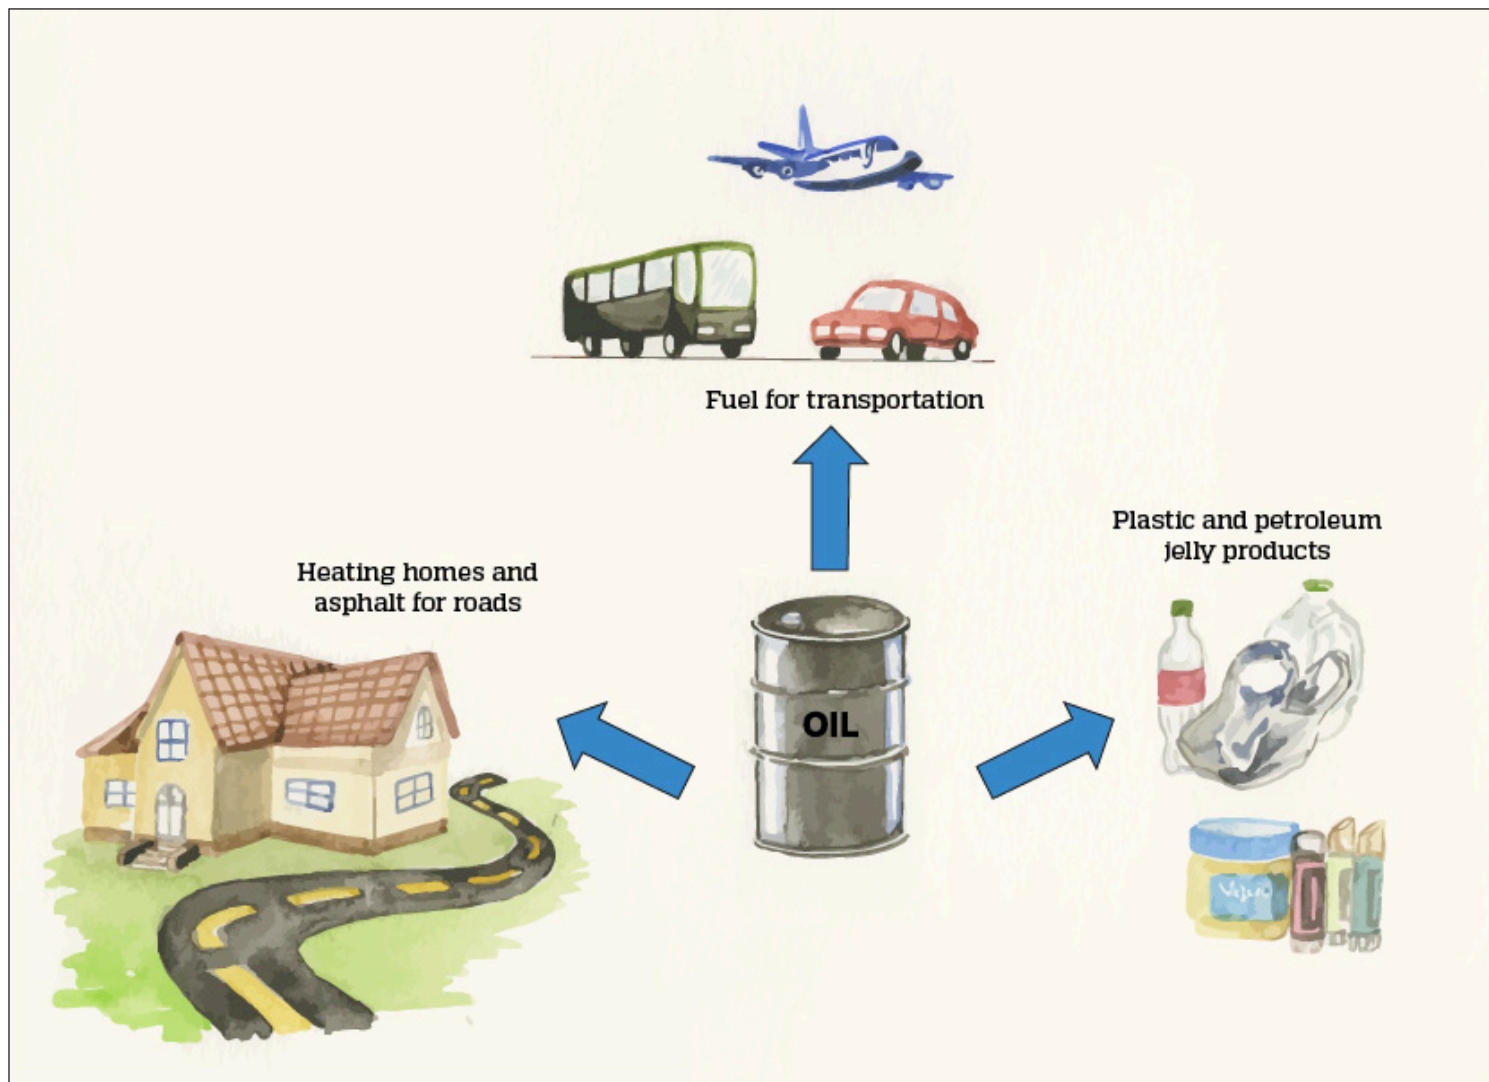 Fuel for transportation
Plastic and petroleum
jelly products
Heating homes and
asphalt for roads
OIL